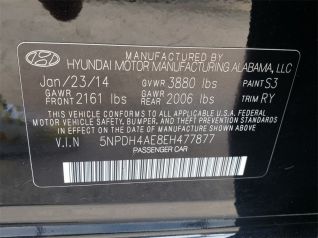 MANUFACTURED BY
HYUNDAI MOTOR MANUFACTURING ALABAMA, LLC
Jan/23/14 GVWR 3880 lbs PAINT S3
GAWR FRONT 2161 lbs GAWR REAR 2006 lbs TRIM RY
THIS VEHICLE CONFORMS TO ALL APPLICABLE
U.S. FEDERAL MOTOR VEHICLE SAFETY, BUMPER,
AND THEFT PREVENTION STANDARDS IN EFFECT ON THE
DATE OF MANUFACTURE SHOWN ABOVE.
V.I.N 5NPDH4AE8EH477877
PASSENGER CAR